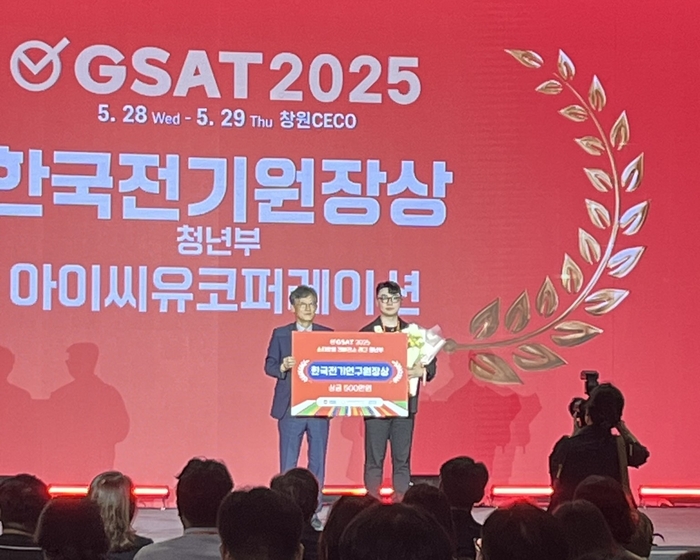 GSAT 2025
5. 28 Wed - 5. 29 Thu 창원CECO
한국전기원장상
청년부
아이씨유코퍼레이션
GSAT 2025
한국전기연구원장상
상금 500만원